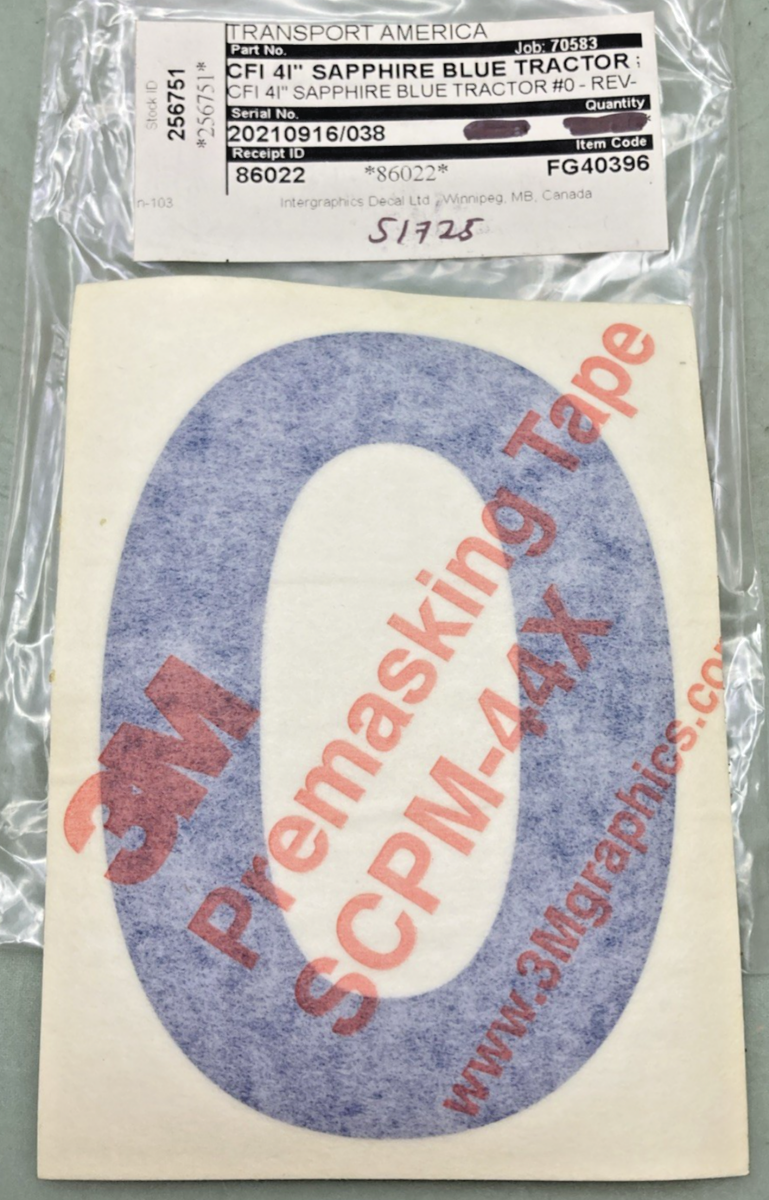 TRANSPORT AMERICA
Part No. Job: 70583
CFI 4I" SAPPHIRE BLUE TRACTOR
CFI 4I" SAPPHIRE BLUE TRACTOR #0 - REV-
Serial No. Quantity
20210916/038
Receipt ID Item Code
86022 *86022* FG40396
Stock ID
256751
*256751*
n-103 Intergraphics Decal Ltd, Winnipeg, MB, Canada
51725
0
3M
Premasking Tape
SCPM-44X
www.3Mgraphics.co